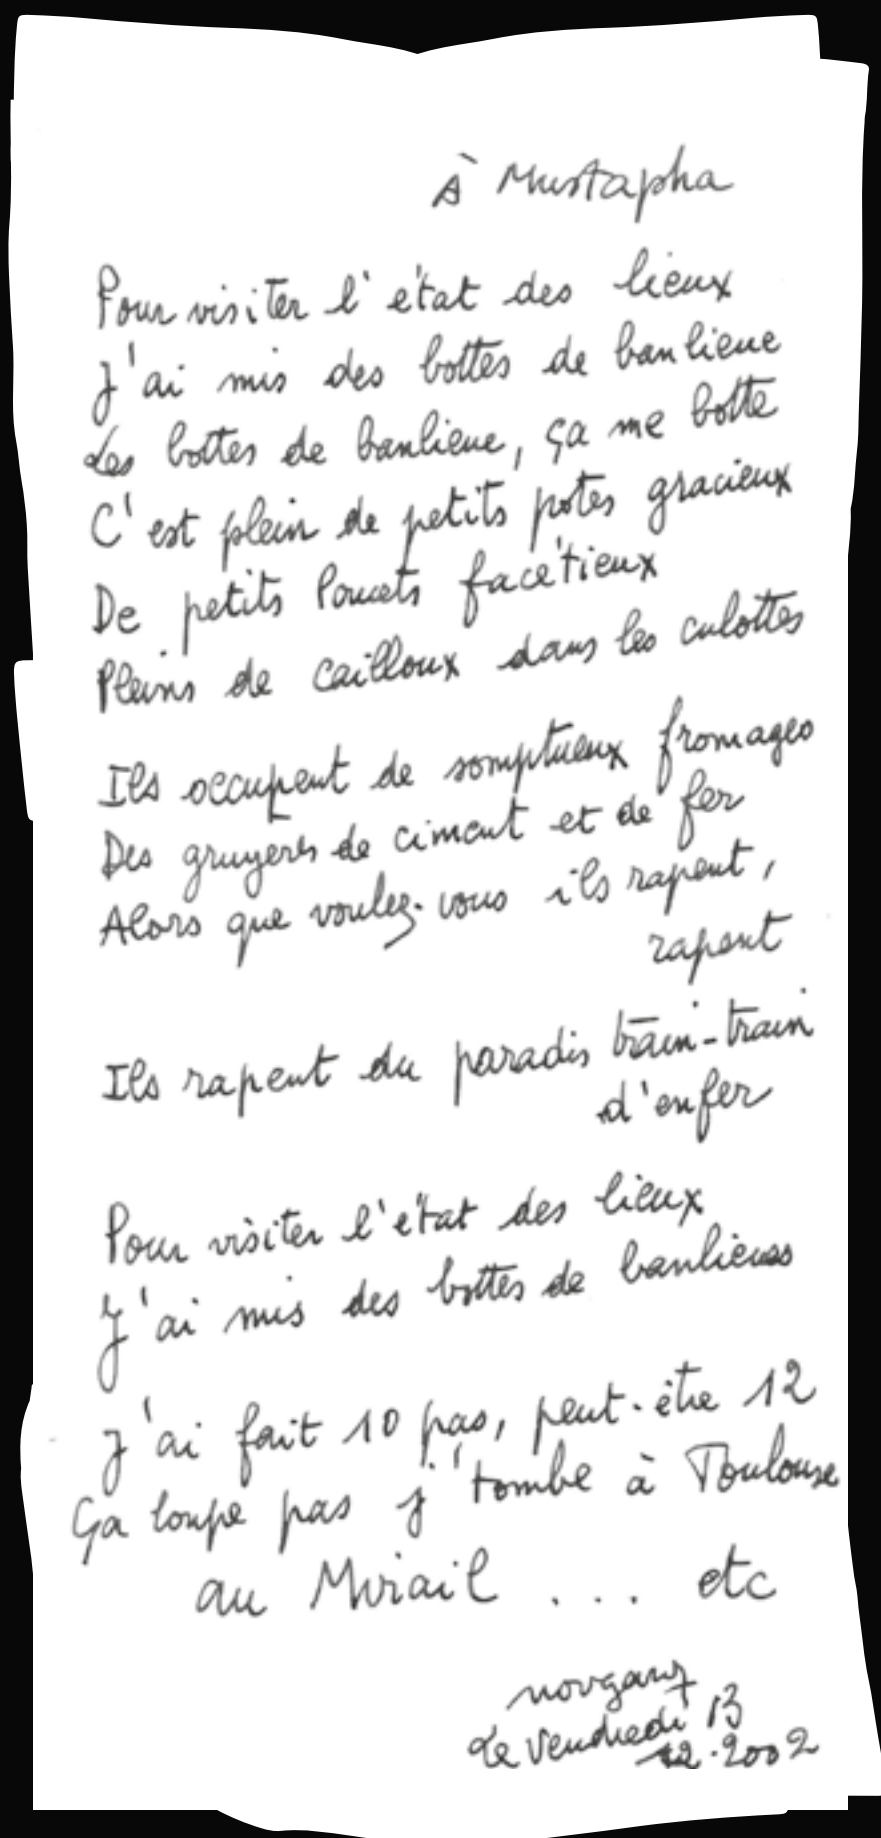 À Mustapha
Pour visiter l'état des lieux
J'ai mis des bottes de banlieue
Les bottes de banlieue, ça me botte
C'est plein de petits potes gracieux
De petits Poucets facétieux
Pleins de cailloux dans les culottes
Ils occupent de somptueux fromages
Des gruyères de ciment et de fer
Alors que voulez-vous ils rapent,
rapent
Ils rapent du paradis train-train
d'enfer
Pour visiter l'état des lieux
J'ai mis des bottes de banlieues
J'ai fait 10 pas, peut-être 12
Ça loupe pas j'tombe à Toulouse
au Mirail ... etc
Le vendredi 13
12.2002